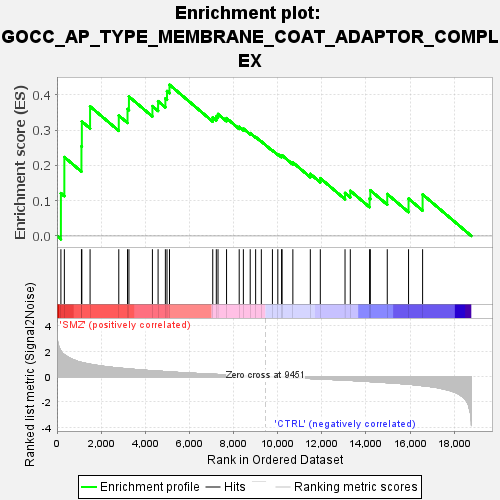 Enrichment plot:
GOCC_AP_TYPE_MEMBRANE_COAT_ADAPTOR_COMPL
EX
Enrichment score (ES)
0.4
0.3
0.2
0.1
0.0
Ranked list metric (Signal2Noise)
4
2
0
-2
-4
'SMZ' (positively correlated)
Zero cross at 9451
'CTRL' (negatively correlated)
0
2,000
4,000
6,000
8,000
10,000
12,000
14,000
16,000
18,000
Rank in Ordered Dataset
Enrichment profile
Hits
Ranking metric scores